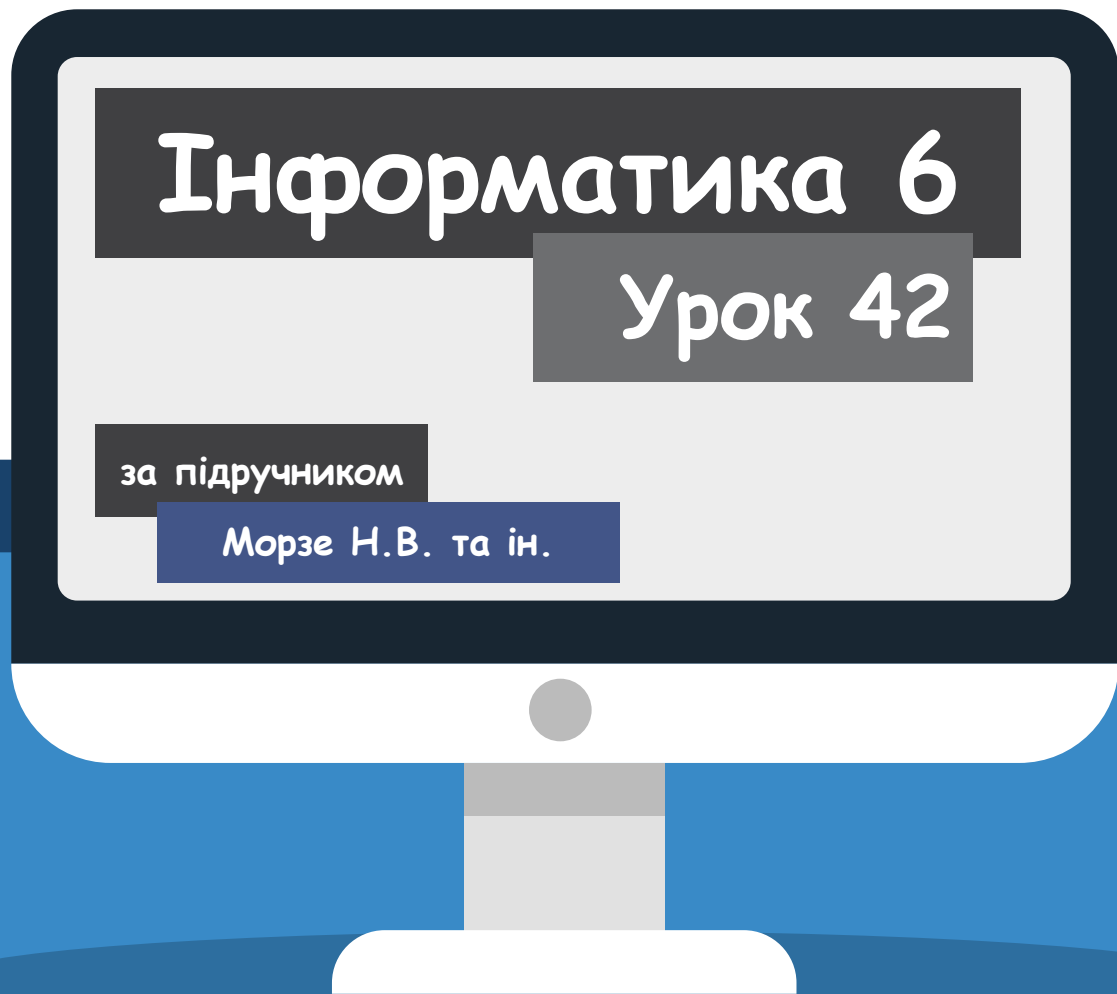 Інформатика 6
Урок 42
за підручником
Морзе Н.В. та ін.